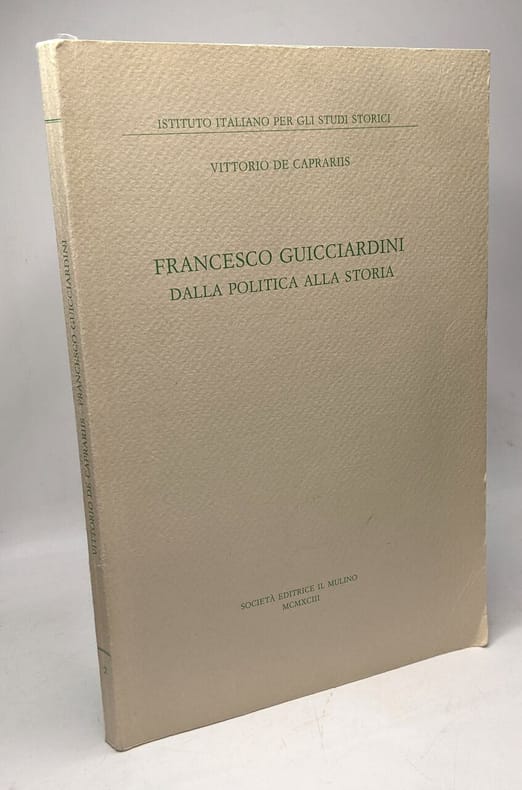 ISTITUTO ITALIANO PER GLI STUDI STORICI
VITTORIO DE CAPRARIIS
FRANCESCO GUICCIARDINI
DALLA POLITICA ALLA STORIA
SOCIETÀ EDITRICE IL MULINO
MCMXCIII
VITTORIO DE CAPRARIIS - FRANCESCO GUICCIARDINI
2